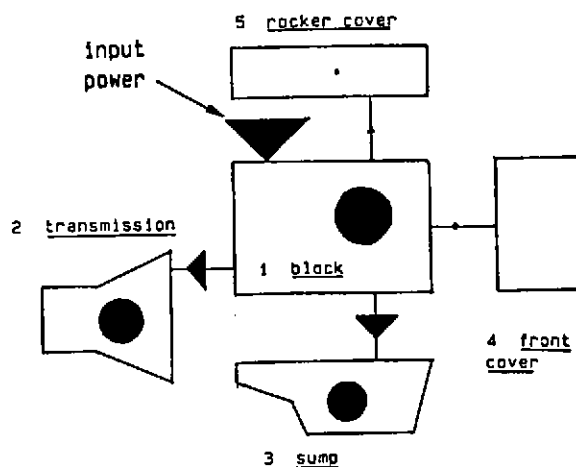 5 rocker cover
input
power
2 transmission
1 block
4 front
cover
3 sump